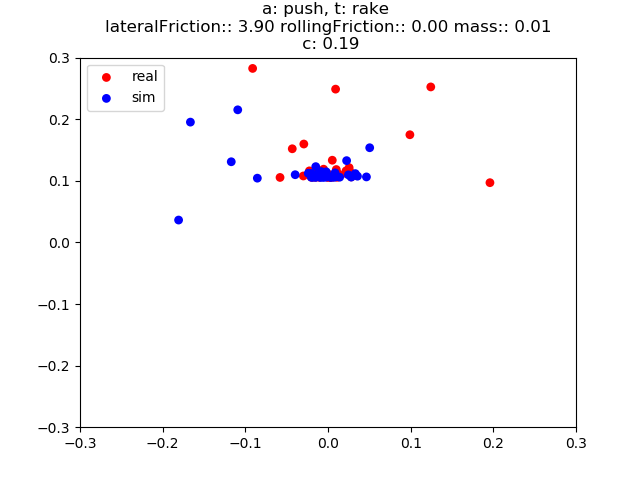 a: push, t: rake
lateralFriction:: 3.90 rollingFriction:: 0.00 mass:: 0.01
c: 0.19
real
sim
0.3
0.2
0.1
0.0
−0.1
−0.2
−0.3
−0.3
−0.2
−0.1
0.0
0.1
0.2
0.3